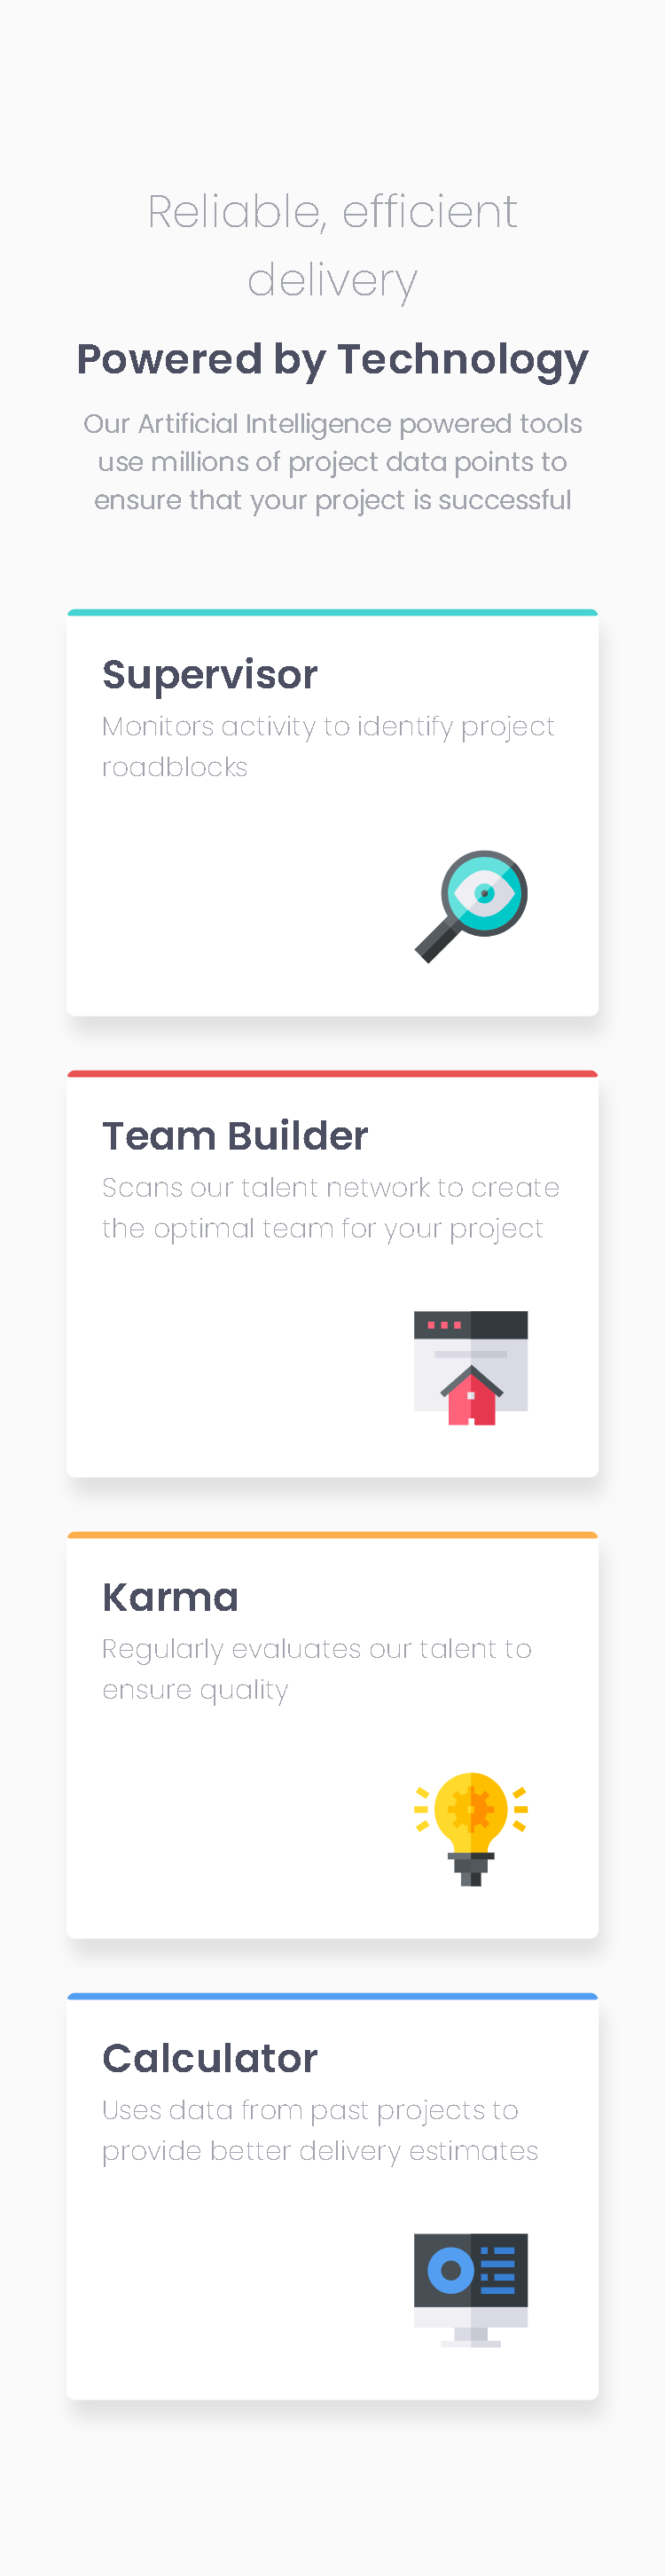 Reliable, efficient
delivery
Powered by Technology
Our Artificial Intelligence powered tools
use millions of project data points to
ensure that your project is successful
Supervisor
Monitors activity to identify project
roadblocks
Team Builder
Scans our talent network to create
the optimal team for your project
Karma
Regularly evaluates our talent to
ensure quality
Calculator
Uses data from past projects to
provide better delivery estimates